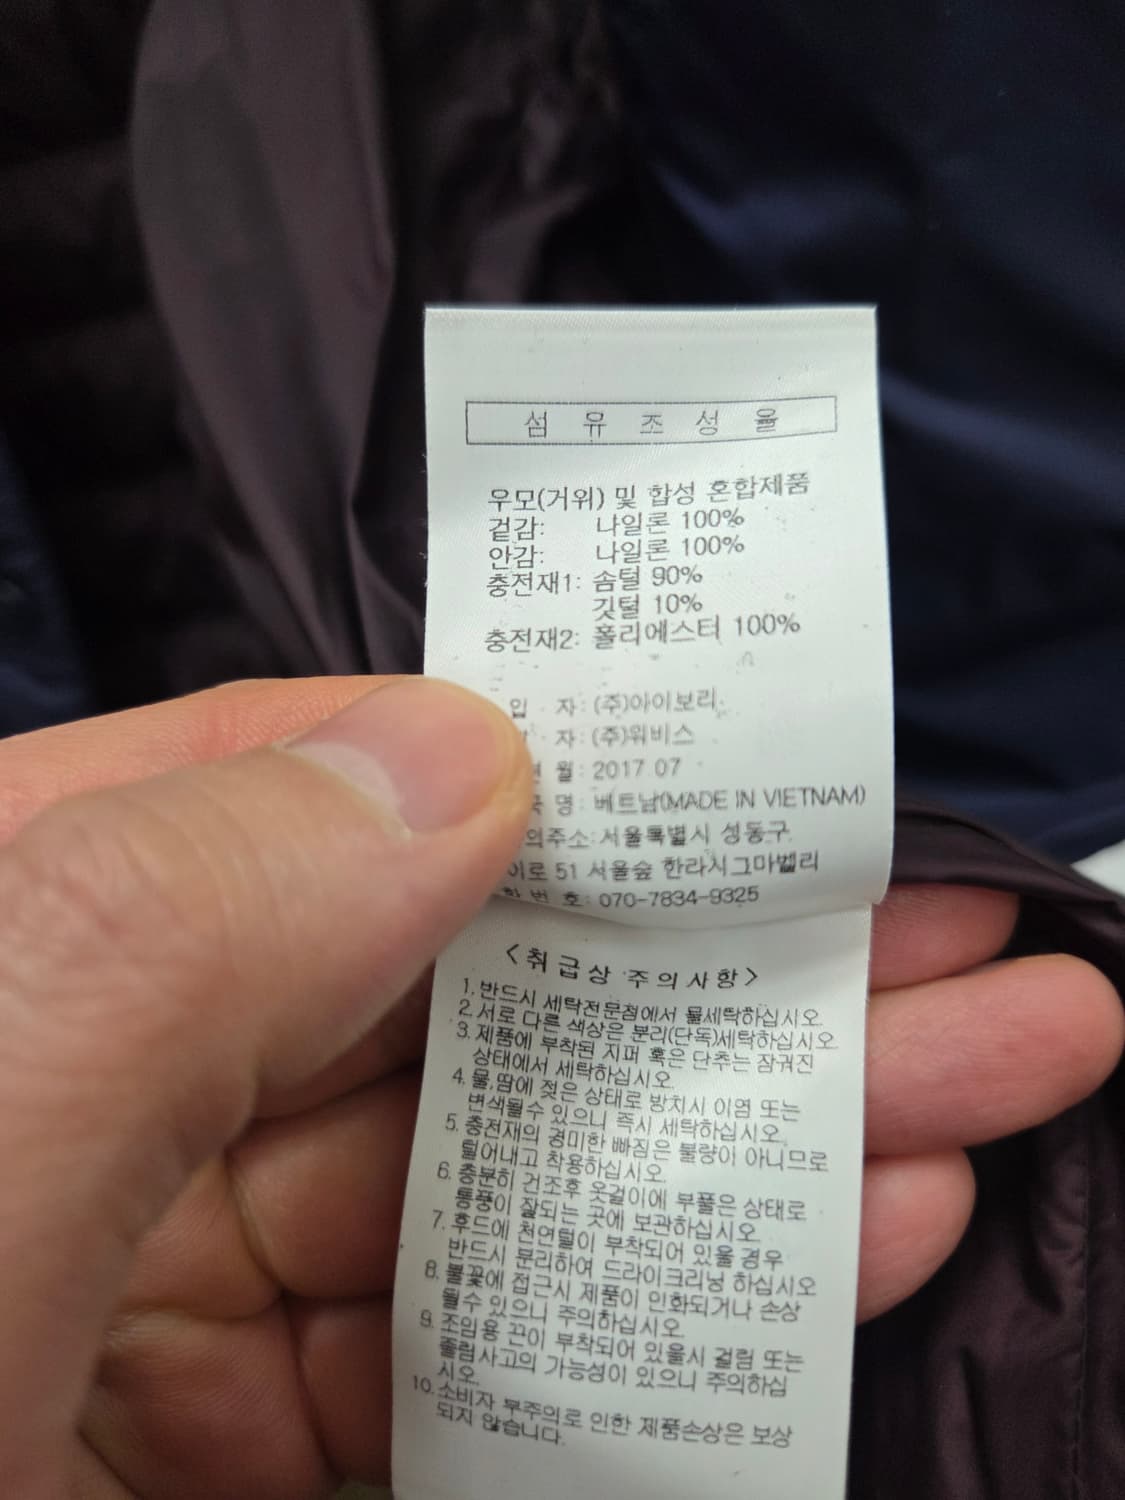 섬 유 조 성 율
우모(거위) 및 합성 혼합제품
겉감: 나일론 100%
안감: 나일론 100%
충전재1: 솜털 90%
깃털 10%
충전재2: 폴리에스터 100%
입 자: (주)아이보리
자: (주)위비스
월: 2017 07
국 명: 베트남(MADE IN VIETNAM)
의주소: 서울특별시 성동구
이로 51 서울숲 한라시그마밸리
번 호: 070-7834-9325
<취급상 주의사항>
1. 반드시 세탁전문점에서 물세탁하십시오.
2. 서로 다른 색상은 분리(단독)세탁하십시오.
3. 제품에 부착된 지퍼 혹은 단추는 잠궈진
상태에서 세탁하십시오.
4. 물,땀에 젖은 상태로 방치시 이염 또는
변색될수 있으니 즉시 세탁하십시오.
5. 충전재의 경미한 빠짐은 불량이 아니므로
털어내고 착용하십시오.
6. 충분히 건조후 옷걸이에 부풀은 상태로
통풍이 잘되는 곳에 보관하십시오.
7. 후드에 천연털이 부착되어 있을 경우
반드시 분리하여 드라이크리닝 하십시오
8. 불꽃에 접근시 제품이 인화되거나 손상
될수 있으니 주의하십시오.
9. 조임용 끈이 부착되어 있을시 걸림 또는
졸림사고의 가능성이 있으니 주의하십
시오.
10. 소비자 부주의로 인한 제품손상은 보상
되지 않습니다.